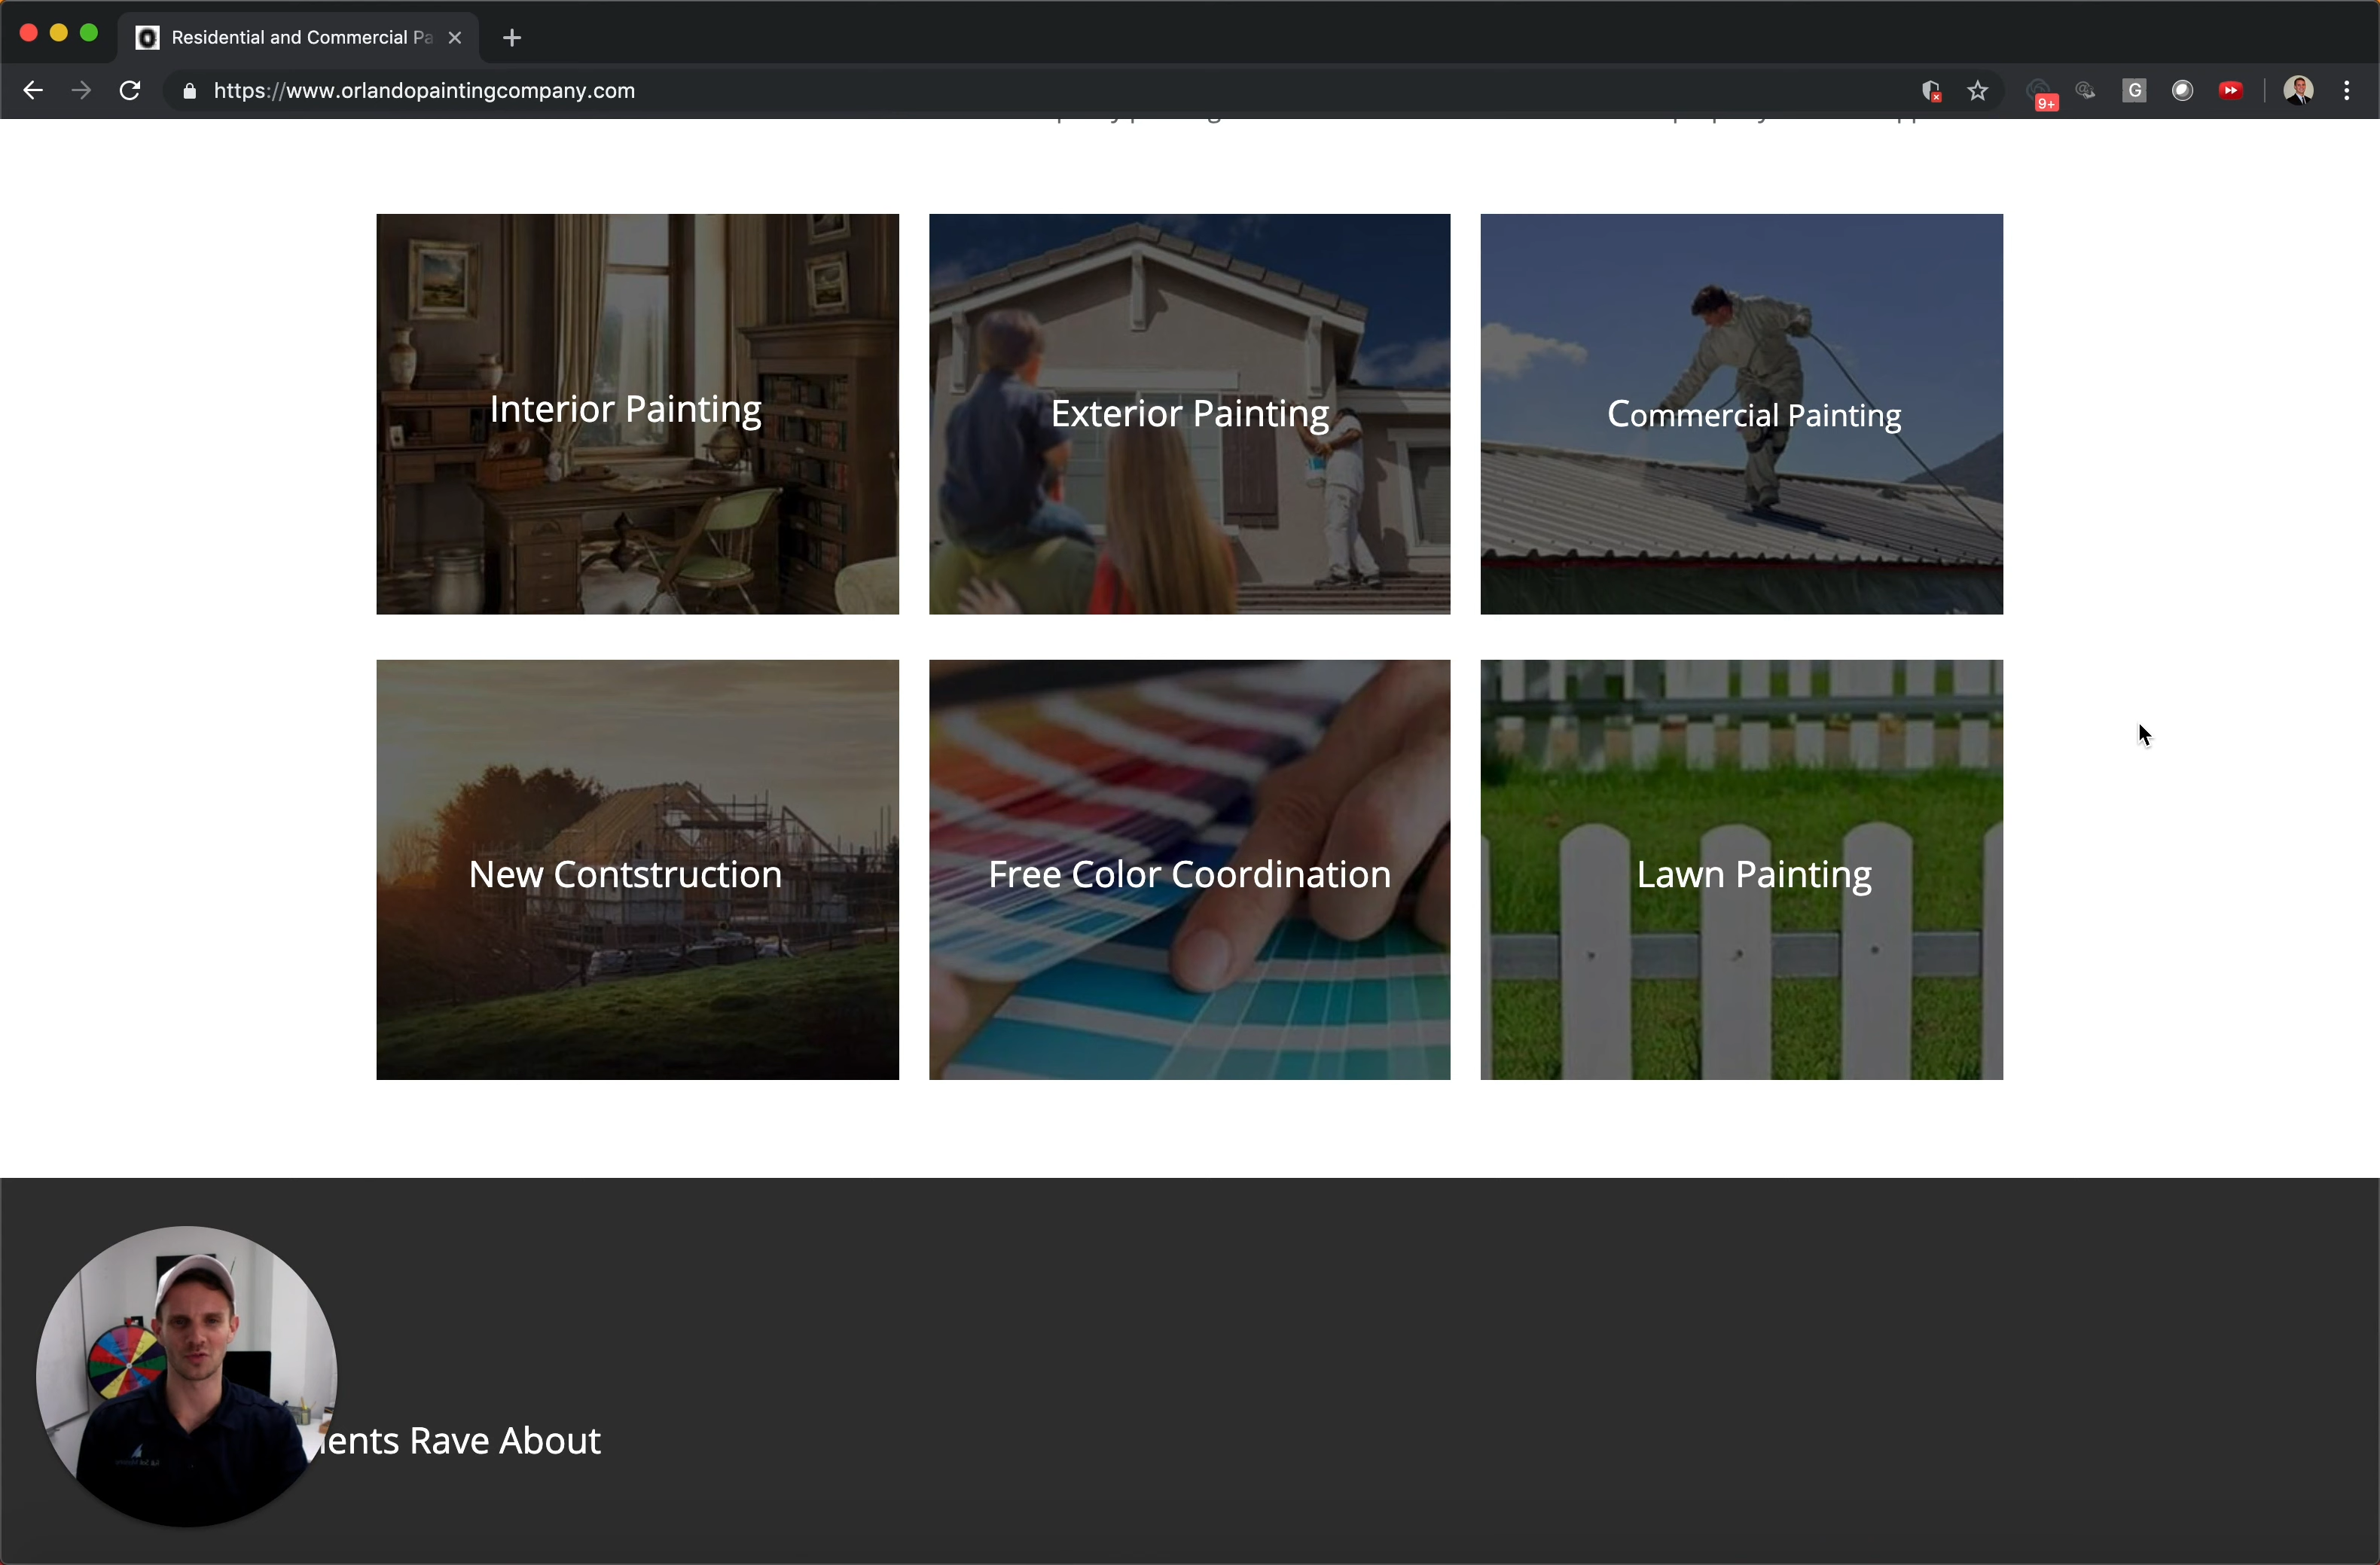 Residential and Commercial Pa
https://www.orlandopaintingcompany.com
9+
G
Interior Painting
Exterior Painting
Commercial Painting
New Contstruction
Free Color Coordination
Lawn Painting
ients Rave About